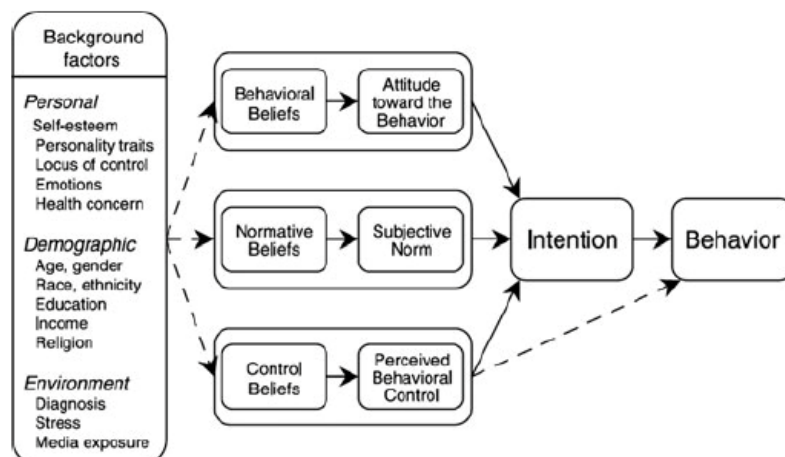 Background
factors
Personal
Self-esteem
Personality traits
Locus of control
Emotions
Health concern
Demographic
Age, gender
Race, ethnicity
Education
Income
Religion
Environment
Diagnosis
Stress
Media exposure
Behavioral
Beliefs
Attitude
toward the
Behavior
Normative
Beliefs
Subjective
Norm
Control
Beliefs
Perceived
Behavioral
Control
Intention
Behavior